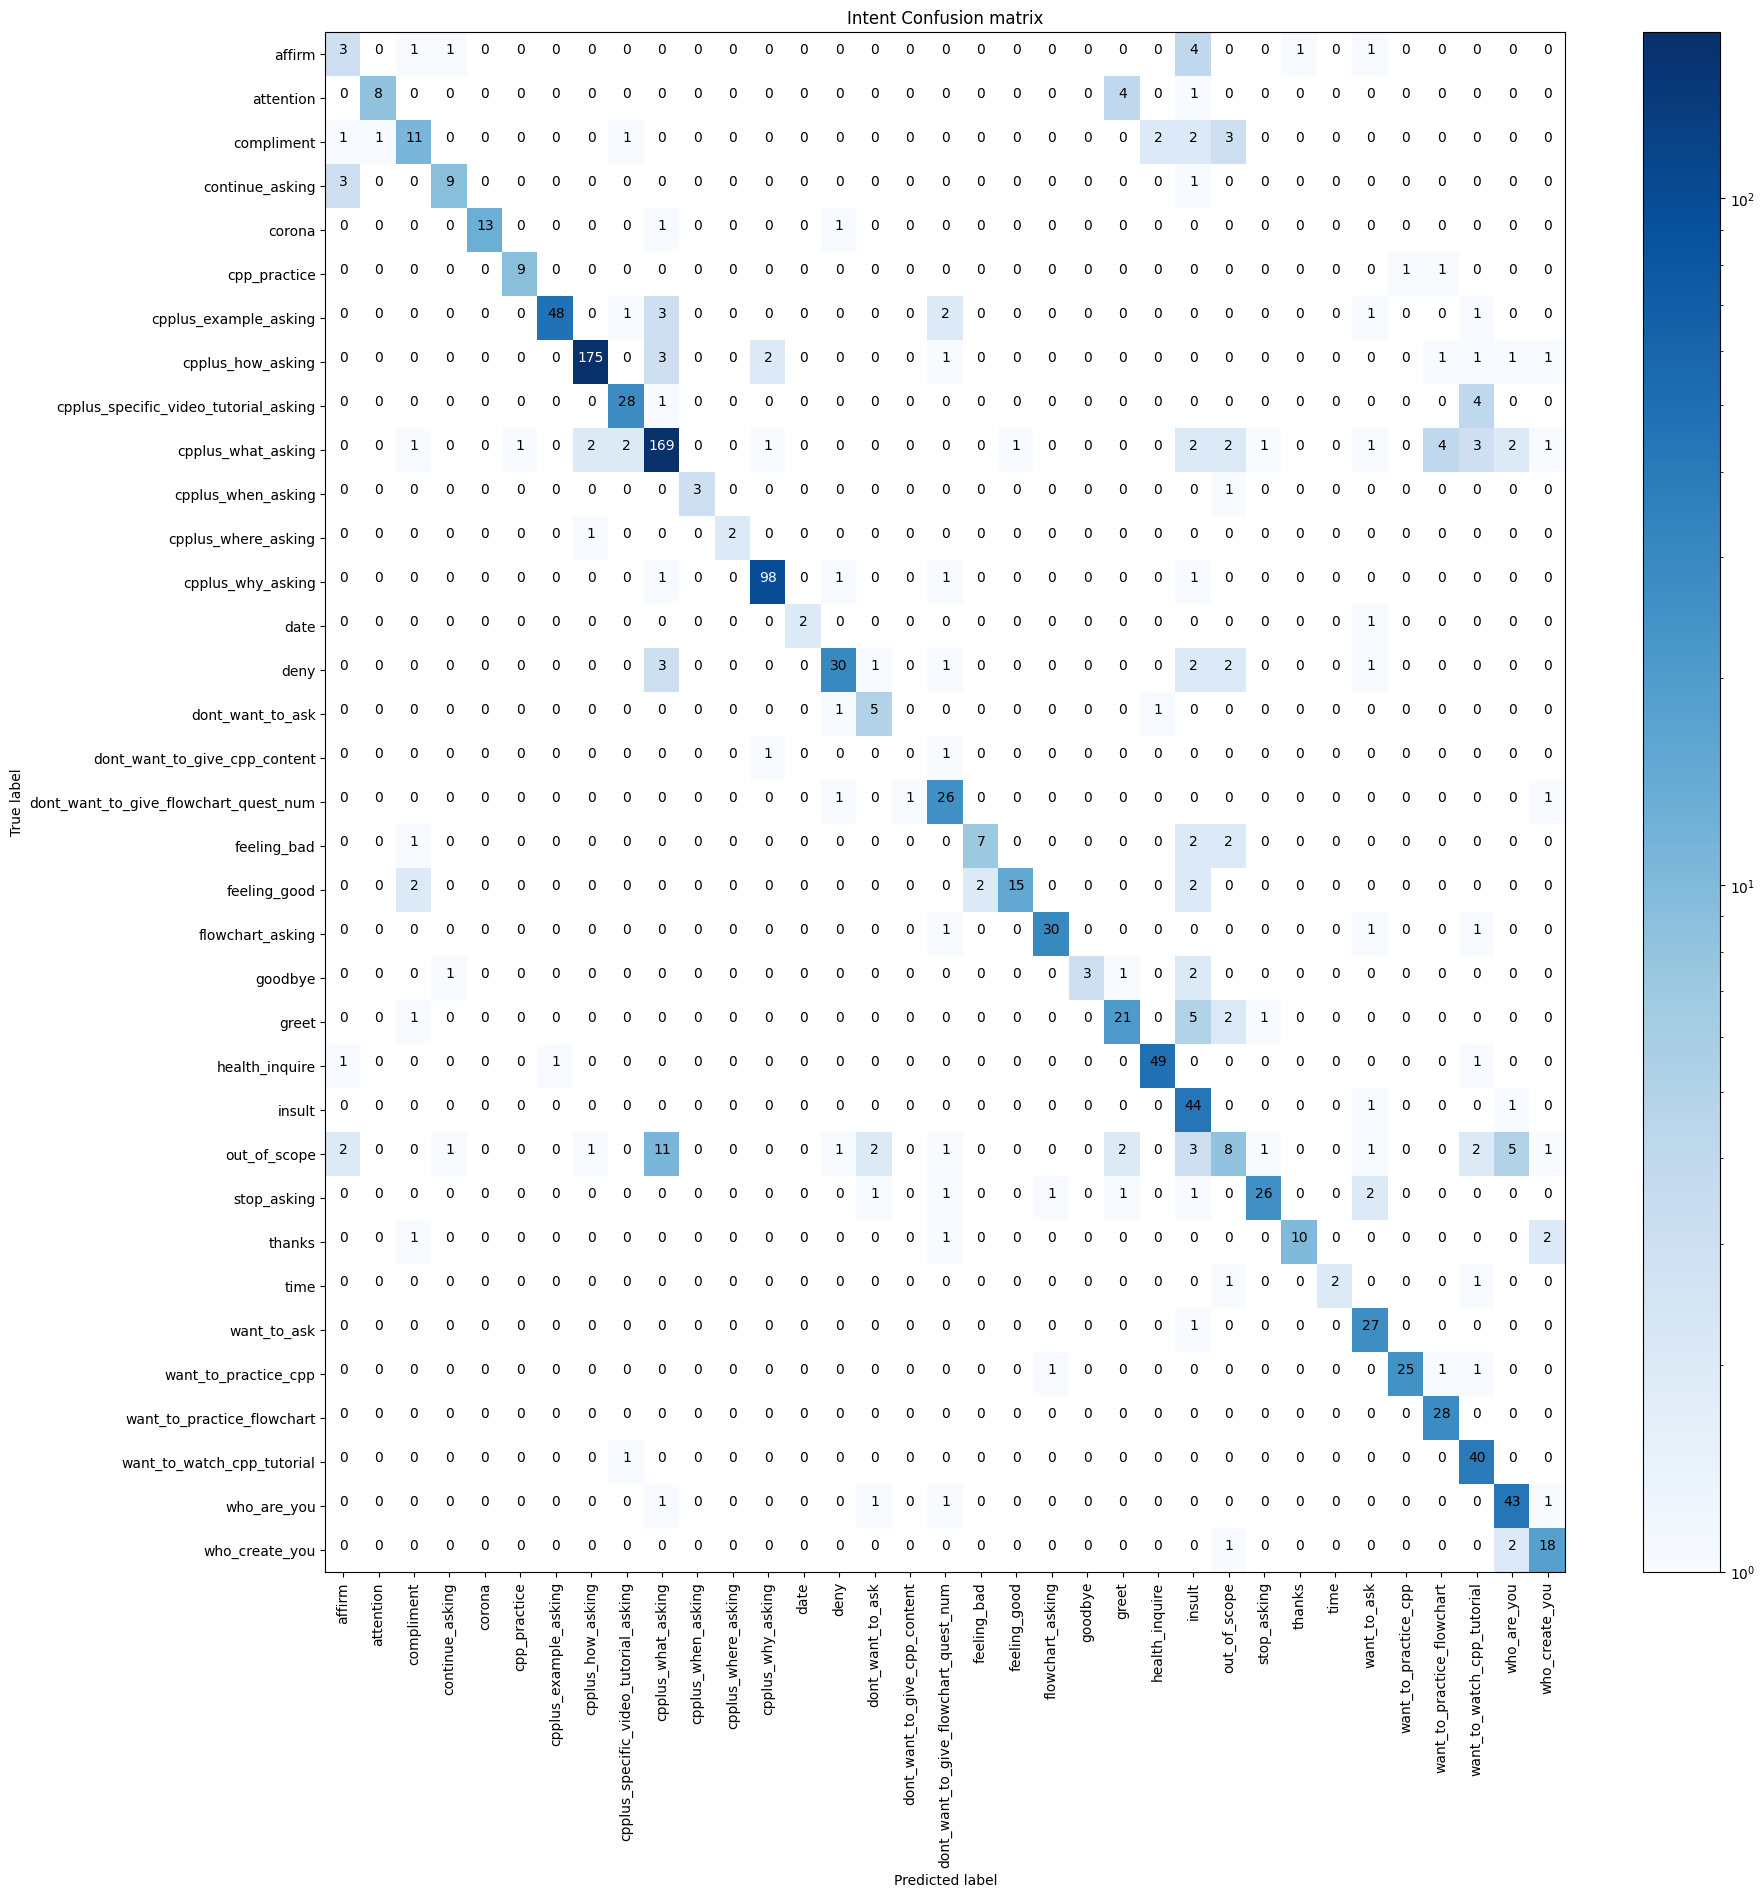 Intent Confusion matrix
affirm 3 0 1 1 0 0 0 0 0 0 0 0 0 0 0 0 0 0 0 0 0 0 0 0 4 0 0 1 0 1 0 0 0 0 0
attention 0 8 0 0 0 0 0 0 0 0 0 0 0 0 0 0 0 0 0 0 0 0 4 0 1 0 0 0 0 0 0 0 0 0 0
compliment 1 1 11 0 0 0 0 0 1 0 0 0 0 0 0 0 0 0 0 0 0 0 0 2 2 3 0 0 0 0 0 0 0 0 0
continue_asking 3 0 0 9 0 0 0 0 0 0 0 0 0 0 0 0 0 0 0 0 0 0 0 0 1 0 0 0 0 0 0 0 0 0 0
corona 0 0 0 0 13 0 0 0 0 1 0 0 0 0 1 0 0 0 0 0 0 0 0 0 0 0 0 0 0 0 0 0 0 0 0
cpp_practice 0 0 0 0 0 9 0 0 0 0 0 0 0 0 0 0 0 0 0 0 0 0 0 0 0 0 0 0 0 0 1 1 0 0 0
cpplus_example_asking 0 0 0 0 0 0 48 0 1 3 0 0 0 0 0 0 0 2 0 0 0 0 0 0 0 0 0 0 0 1 0 0 1 0 0
cpplus_how_asking 0 0 0 0 0 0 0 175 0 3 0 0 2 0 0 0 0 1 0 0 0 0 0 0 0 0 0 0 0 0 0 1 1 1 1
cpplus_specific_video_tutorial_asking 0 0 0 0 0 0 0 0 28 1 0 0 0 0 0 0 0 0 0 0 0 0 0 0 0 0 0 0 0 0 0 0 4 0 0
cpplus_what_asking 0 0 1 0 0 1 0 2 2 169 0 0 1 0 0 0 0 0 0 1 0 0 0 0 2 2 1 0 0 1 0 4 3 2 1
cpplus_when_asking 0 0 0 0 0 0 0 0 0 0 3 0 0 0 0 0 0 0 0 0 0 0 0 0 0 1 0 0 0 0 0 0 0 0 0
cpplus_where_asking 0 0 0 0 0 0 0 1 0 0 0 2 0 0 0 0 0 0 0 0 0 0 0 0 0 0 0 0 0 0 0 0 0 0 0
cpplus_why_asking 0 0 0 0 0 0 0 0 0 1 0 0 98 0 1 0 0 1 0 0 0 0 0 0 1 0 0 0 0 0 0 0 0 0 0
date 0 0 0 0 0 0 0 0 0 0 0 0 0 2 0 0 0 0 0 0 0 0 0 0 0 0 0 0 0 1 0 0 0 0 0
deny 0 0 0 0 0 0 0 0 0 3 0 0 0 0 30 1 0 1 0 0 0 0 0 0 2 2 0 0 0 1 0 0 0 0 0
dont_want_to_ask 0 0 0 0 0 0 0 0 0 0 0 0 0 0 1 5 0 0 0 0 0 0 0 1 0 0 0 0 0 0 0 0 0 0 0
dont_want_to_give_cpp_content 0 0 0 0 0 0 0 0 0 0 0 0 1 0 0 0 0 1 0 0 0 0 0 0 0 0 0 0 0 0 0 0 0 0 0
dont_want_to_give_flowchart_quest_num 0 0 0 0 0 0 0 0 0 0 0 0 0 0 1 0 1 26 0 0 0 0 0 0 0 0 0 0 0 0 0 0 0 0 1
feeling_bad 0 0 1 0 0 0 0 0 0 0 0 0 0 0 0 0 0 0 7 0 0 0 0 0 2 2 0 0 0 0 0 0 0 0 0
feeling_good 0 0 2 0 0 0 0 0 0 0 0 0 0 0 0 0 0 0 2 15 0 0 0 0 2 0 0 0 0 0 0 0 0 0 0
flowchart_asking 0 0 0 0 0 0 0 0 0 0 0 0 0 0 0 0 0 1 0 0 30 0 0 0 0 0 0 0 0 1 0 0 1 0 0
goodbye 0 0 0 1 0 0 0 0 0 0 0 0 0 0 0 0 0 0 0 0 0 3 1 0 2 0 0 0 0 0 0 0 0 0 0
greet 0 0 1 0 0 0 0 0 0 0 0 0 0 0 0 0 0 0 0 0 0 0 21 0 5 2 1 0 0 0 0 0 0 0 0
health_inquire 1 0 0 0 0 0 1 0 0 0 0 0 0 0 0 0 0 0 0 0 0 0 0 49 0 0 0 0 0 0 0 0 1 0 0
insult 0 0 0 0 0 0 0 0 0 0 0 0 0 0 0 0 0 0 0 0 0 0 0 0 44 0 0 0 0 1 0 0 0 1 0
out_of_scope 2 0 0 1 0 0 0 1 0 11 0 0 0 0 1 2 0 1 0 0 0 0 2 0 3 8 1 0 0 1 0 0 2 5 1
stop_asking 0 0 0 0 0 0 0 0 0 0 0 0 0 0 0 1 0 1 0 0 1 0 1 0 1 0 26 0 0 2 0 0 0 0 0
thanks 0 0 1 0 0 0 0 0 0 0 0 0 0 0 0 0 0 1 0 0 0 0 0 0 0 0 0 10 0 0 0 0 0 0 2
time 0 0 0 0 0 0 0 0 0 0 0 0 0 0 0 0 0 0 0 0 0 0 0 0 0 1 0 0 2 0 0 0 1 0 0
want_to_ask 0 0 0 0 0 0 0 0 0 0 0 0 0 0 0 0 0 0 0 0 0 0 0 0 1 0 0 0 0 27 0 0 0 0 0
want_to_practice_cpp 0 0 0 0 0 0 0 0 0 0 0 0 0 0 0 0 0 0 0 0 1 0 0 0 0 0 0 0 0 0 25 1 1 0 0
want_to_practice_flowchart 0 0 0 0 0 0 0 0 0 0 0 0 0 0 0 0 0 0 0 0 0 0 0 0 0 0 0 0 0 0 0 28 0 0 0
want_to_watch_cpp_tutorial 0 0 0 0 0 0 0 0 1 0 0 0 0 0 0 0 0 0 0 0 0 0 0 0 0 0 0 0 0 0 0 0 40 0 0
who_are_you 0 0 0 0 0 0 0 0 0 1 0 0 0 0 0 1 0 1 0 0 0 0 0 0 0 0 0 0 0 0 0 0 0 43 1
who_create_you 0 0 0 0 0 0 0 0 0 0 0 0 0 0 0 0 0 0 0 0 0 0 0 0 0 1 0 0 0 0 0 0 0 2 18
True label
affirm
attention
compliment
continue_asking
corona
cpp_practice
cpplus_example_asking
cpplus_how_asking
cpplus_specific_video_tutorial_asking
cpplus_what_asking
cpplus_when_asking
cpplus_where_asking
cpplus_why_asking
date
deny
dont_want_to_ask
dont_want_to_give_cpp_content
dont_want_to_give_flowchart_quest_num
feeling_bad
feeling_good
flowchart_asking
goodbye
greet
health_inquire
insult
out_of_scope
stop_asking
thanks
time
want_to_ask
want_to_practice_cpp
want_to_practice_flowchart
want_to_watch_cpp_tutorial
who_are_you
who_create_you
Predicted label
10²
10¹
10⁰